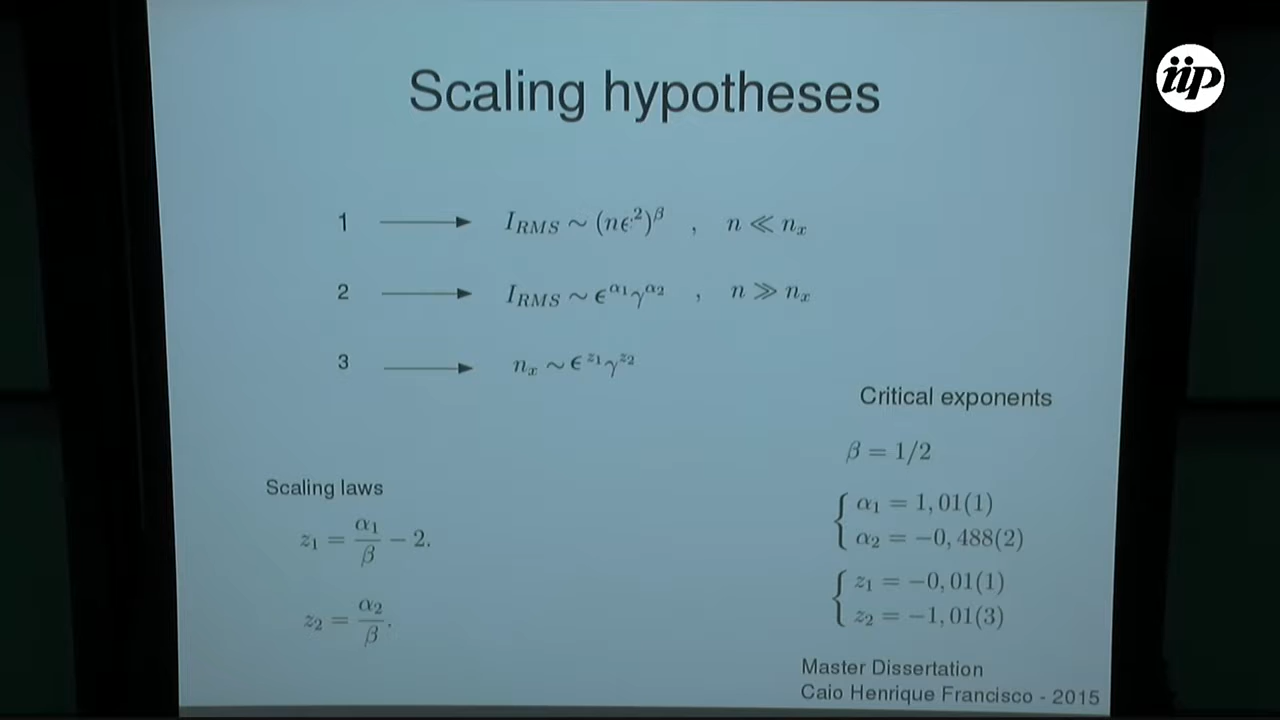 iip
Scaling hypotheses
1 → I_RMS ∼ (nϵ²)^β , n ≪ n_x
2 → I_RMS ∼ ϵ^α₁ γ^α₂ , n ≫ n_x
3 → n_x ∼ ϵ^z₁ γ^z₂
Critical exponents
β = 1/2
α₁ = 1,01(1)
α₂ = −0,488(2)
z₁ = −0,01(1)
z₂ = −1,01(3)
Scaling laws
z₁ = α₁/β − 2.
z₂ = α₂/β.
Master Dissertation
Caio Henrique Francisco - 2015